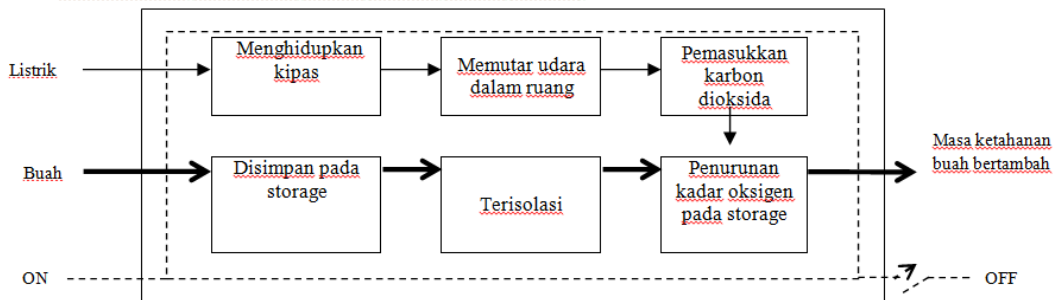 Listrik
Menghidupkan
kipas
Memutar udara
dalam ruang
Pemasukkan
karbon
dioksida
Buah
Disimpan pada
storage
Terisolasi
Penurunan
kadar oksigen
pada storage
Masa ketahanan
buah bertambah
ON
OFF